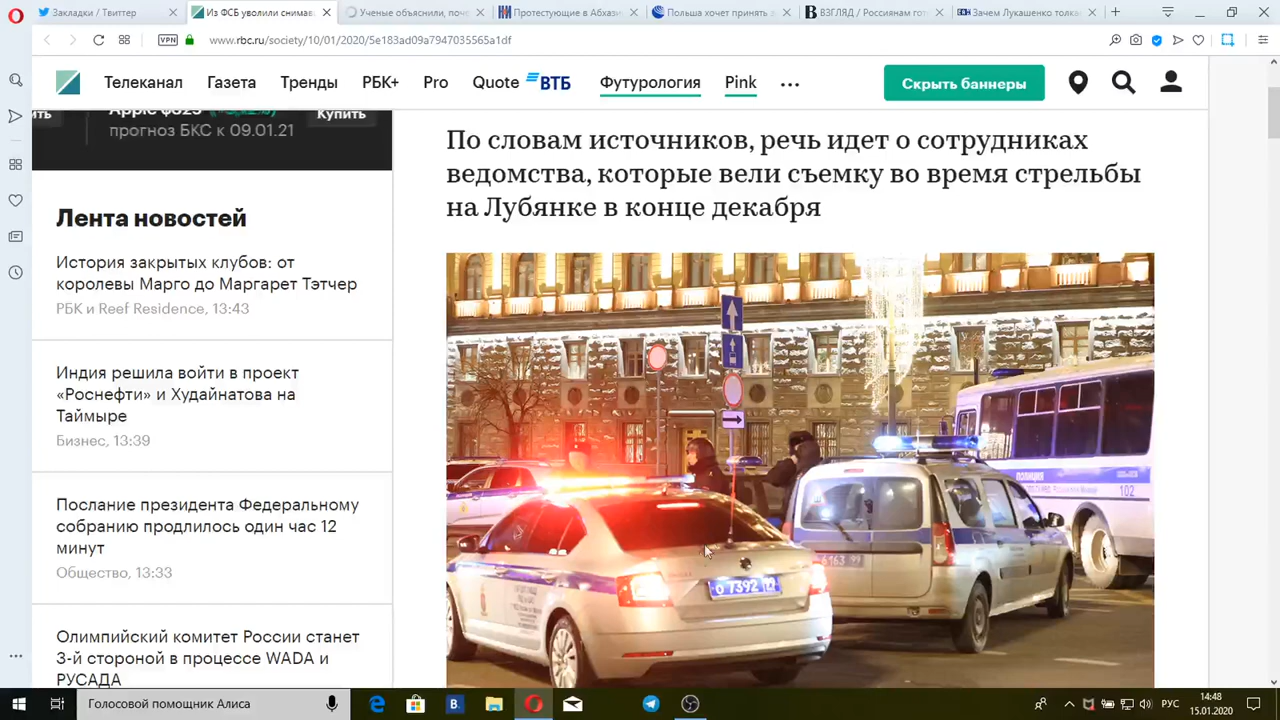 Закладки / Твиттер
Из ФСБ уволили снимав
Ученые объяснили, поч
Протестующие в Абхази
Польша хочет принять з
ВЗГЛЯД / Россиянам гот
Зачем Лукашенко толка
VPN
www.rbc.ru/society/10/01/2020/5e183ad09a7947035565a1df
Телеканал Газета Тренды РБК+ Pro Quote ВТБ Футурология Pink ...
Скрыть баннеры
прогноз БКС к 09.01.21
Купить
Лента новостей
История закрытых клубов: от
королевы Марго до Маргарет Тэтчер
РБК и Reef Residence, 13:43
Индия решила войти в проект
«Роснефти» и Худайнатова на
Таймыре
Бизнес, 13:39
Послание президента Федеральному
собранию продлилось один час 12
минут
Общество, 13:33
Олимпийский комитет России станет
3-й стороной в процессе WADA и
РУСАДА
По словам источников, речь идет о сотрудниках
ведомства, которые вели съемку во время стрельбы
на Лубянке в конце декабря
полиция
102
6163 99
о 7392 99
Голосовой помощник Алиса
РУС
14:48
15.01.2020